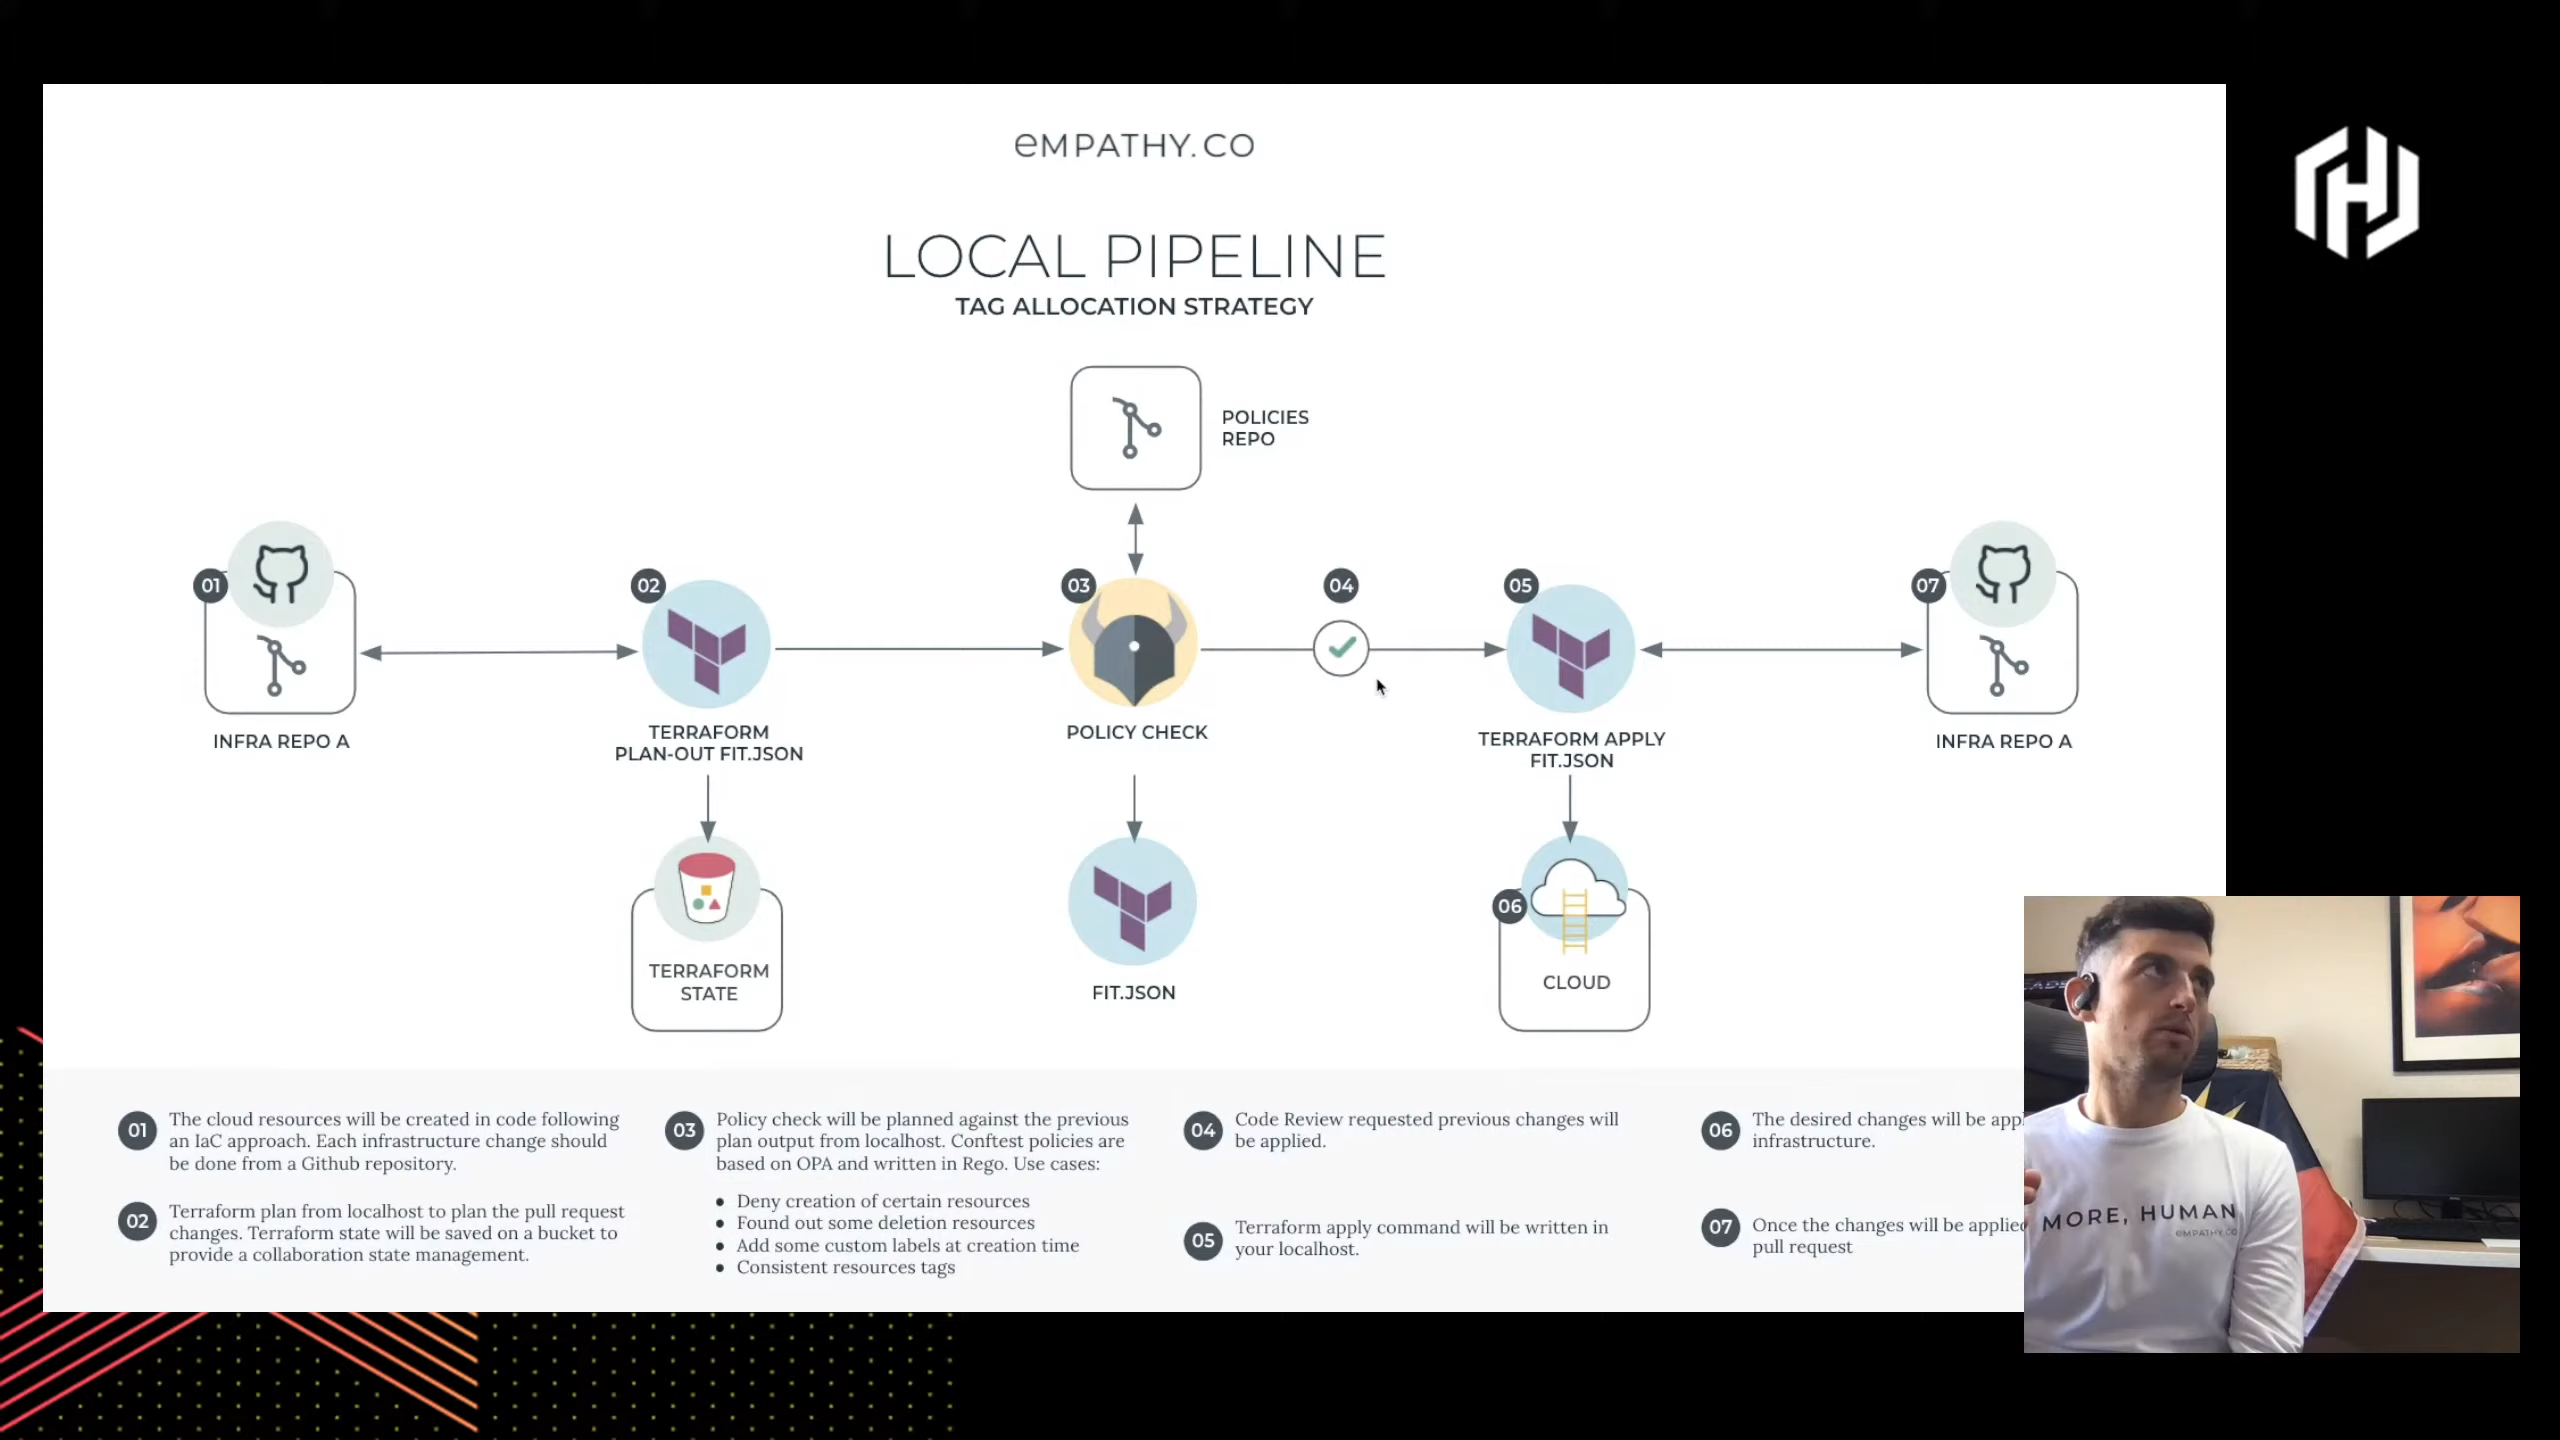 eMPATHY.CO
LOCAL PIPELINE
TAG ALLOCATION STRATEGY
POLICIES
REPO
01
02
03
04
05
07
INFRA REPO A
TERRAFORM
PLAN-OUT FIT.JSON
POLICY CHECK
TERRAFORM APPLY
FIT.JSON
INFRA REPO A
TERRAFORM
STATE
FIT.JSON
06
CLOUD
01
The cloud resources will be created in code following
an IaC approach. Each infrastructure change should
be done from a Github repository.
02
Terraform plan from localhost to plan the pull request
changes. Terraform state will be saved on a bucket to
provide a collaboration state management.
03
Policy check will be planned against the previous
plan output from localhost. Conftest policies are
based on OPA and written in Rego. Use cases:
• Deny creation of certain resources
• Found out some deletion resources
• Add some custom labels at creation time
• Consistent resources tags
04
Code Review requested previous changes will
be applied.
05
Terraform apply command will be written in
your localhost.
06
The desired changes will be
infrastructure.
07
Once the changes will be applied
pull request
MORE, HUMAN
eMPATHY.CO